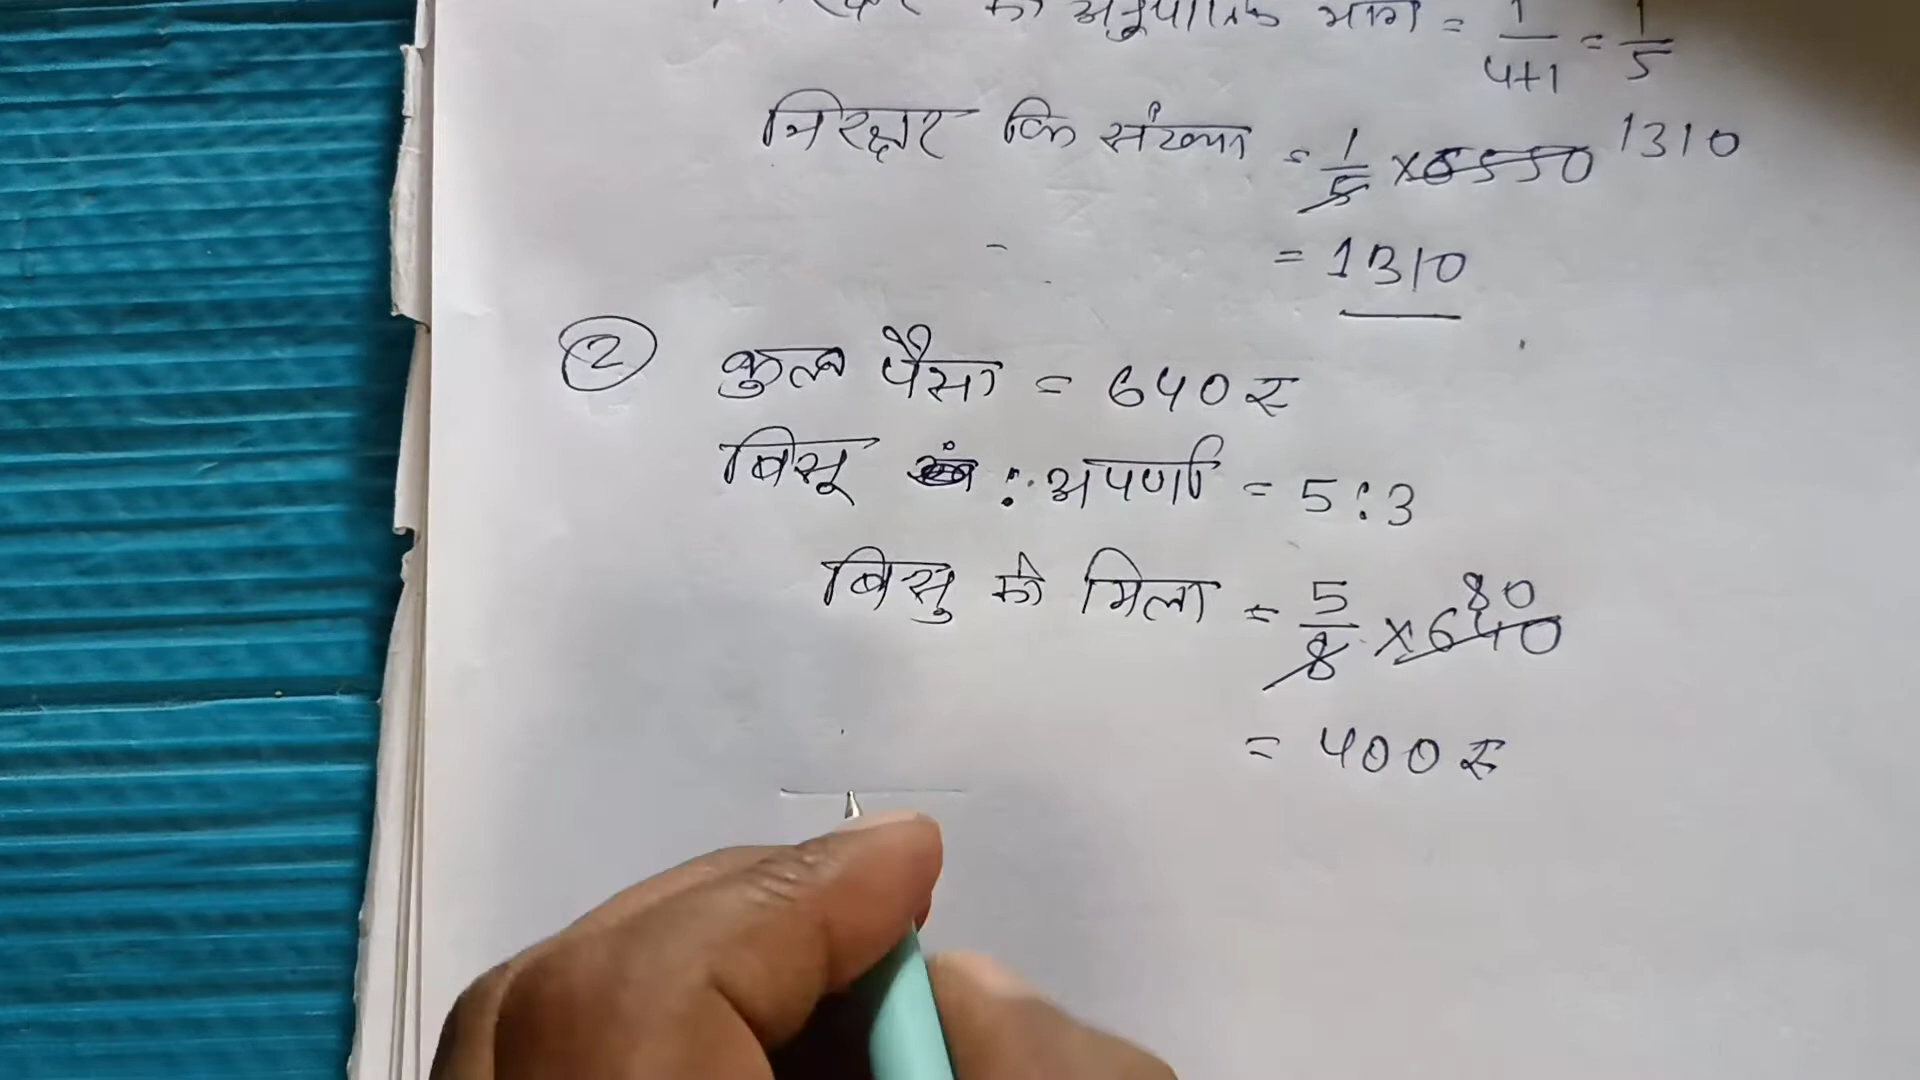 का अनुपातिक भाग = 1/4+1 = 1/5
निरक्षर कि संख्या = 1/5 × 6550 1310
= 1310
② कुल पैसा = 640 रु
बिसू : अपर्णा = 5 : 3
बिसु को मिला = 5/8 × 640 80
= 400 रु